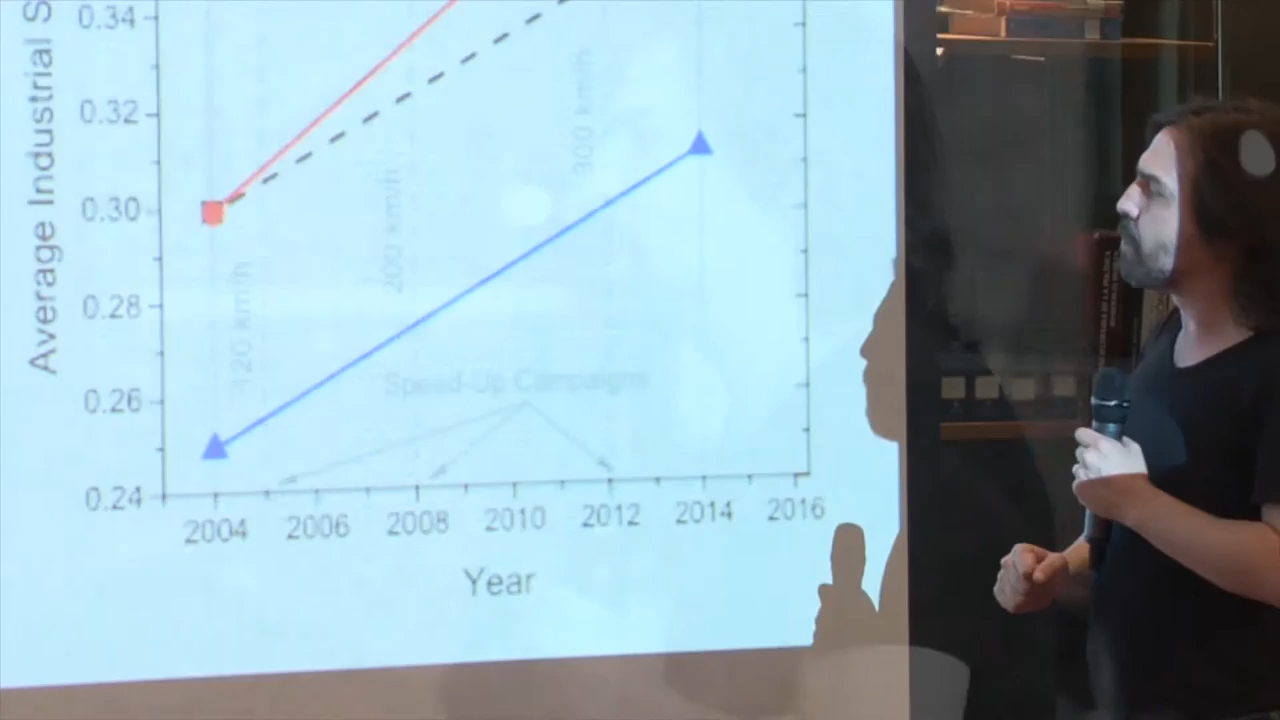 Average Industrial S
0.34
0.32
0.30
0.28
0.26
0.24
120 km/h
200 km/h
300 km/h
Speed-Up Campaigns
2004 2006 2008 2010 2012 2014 2016
Year